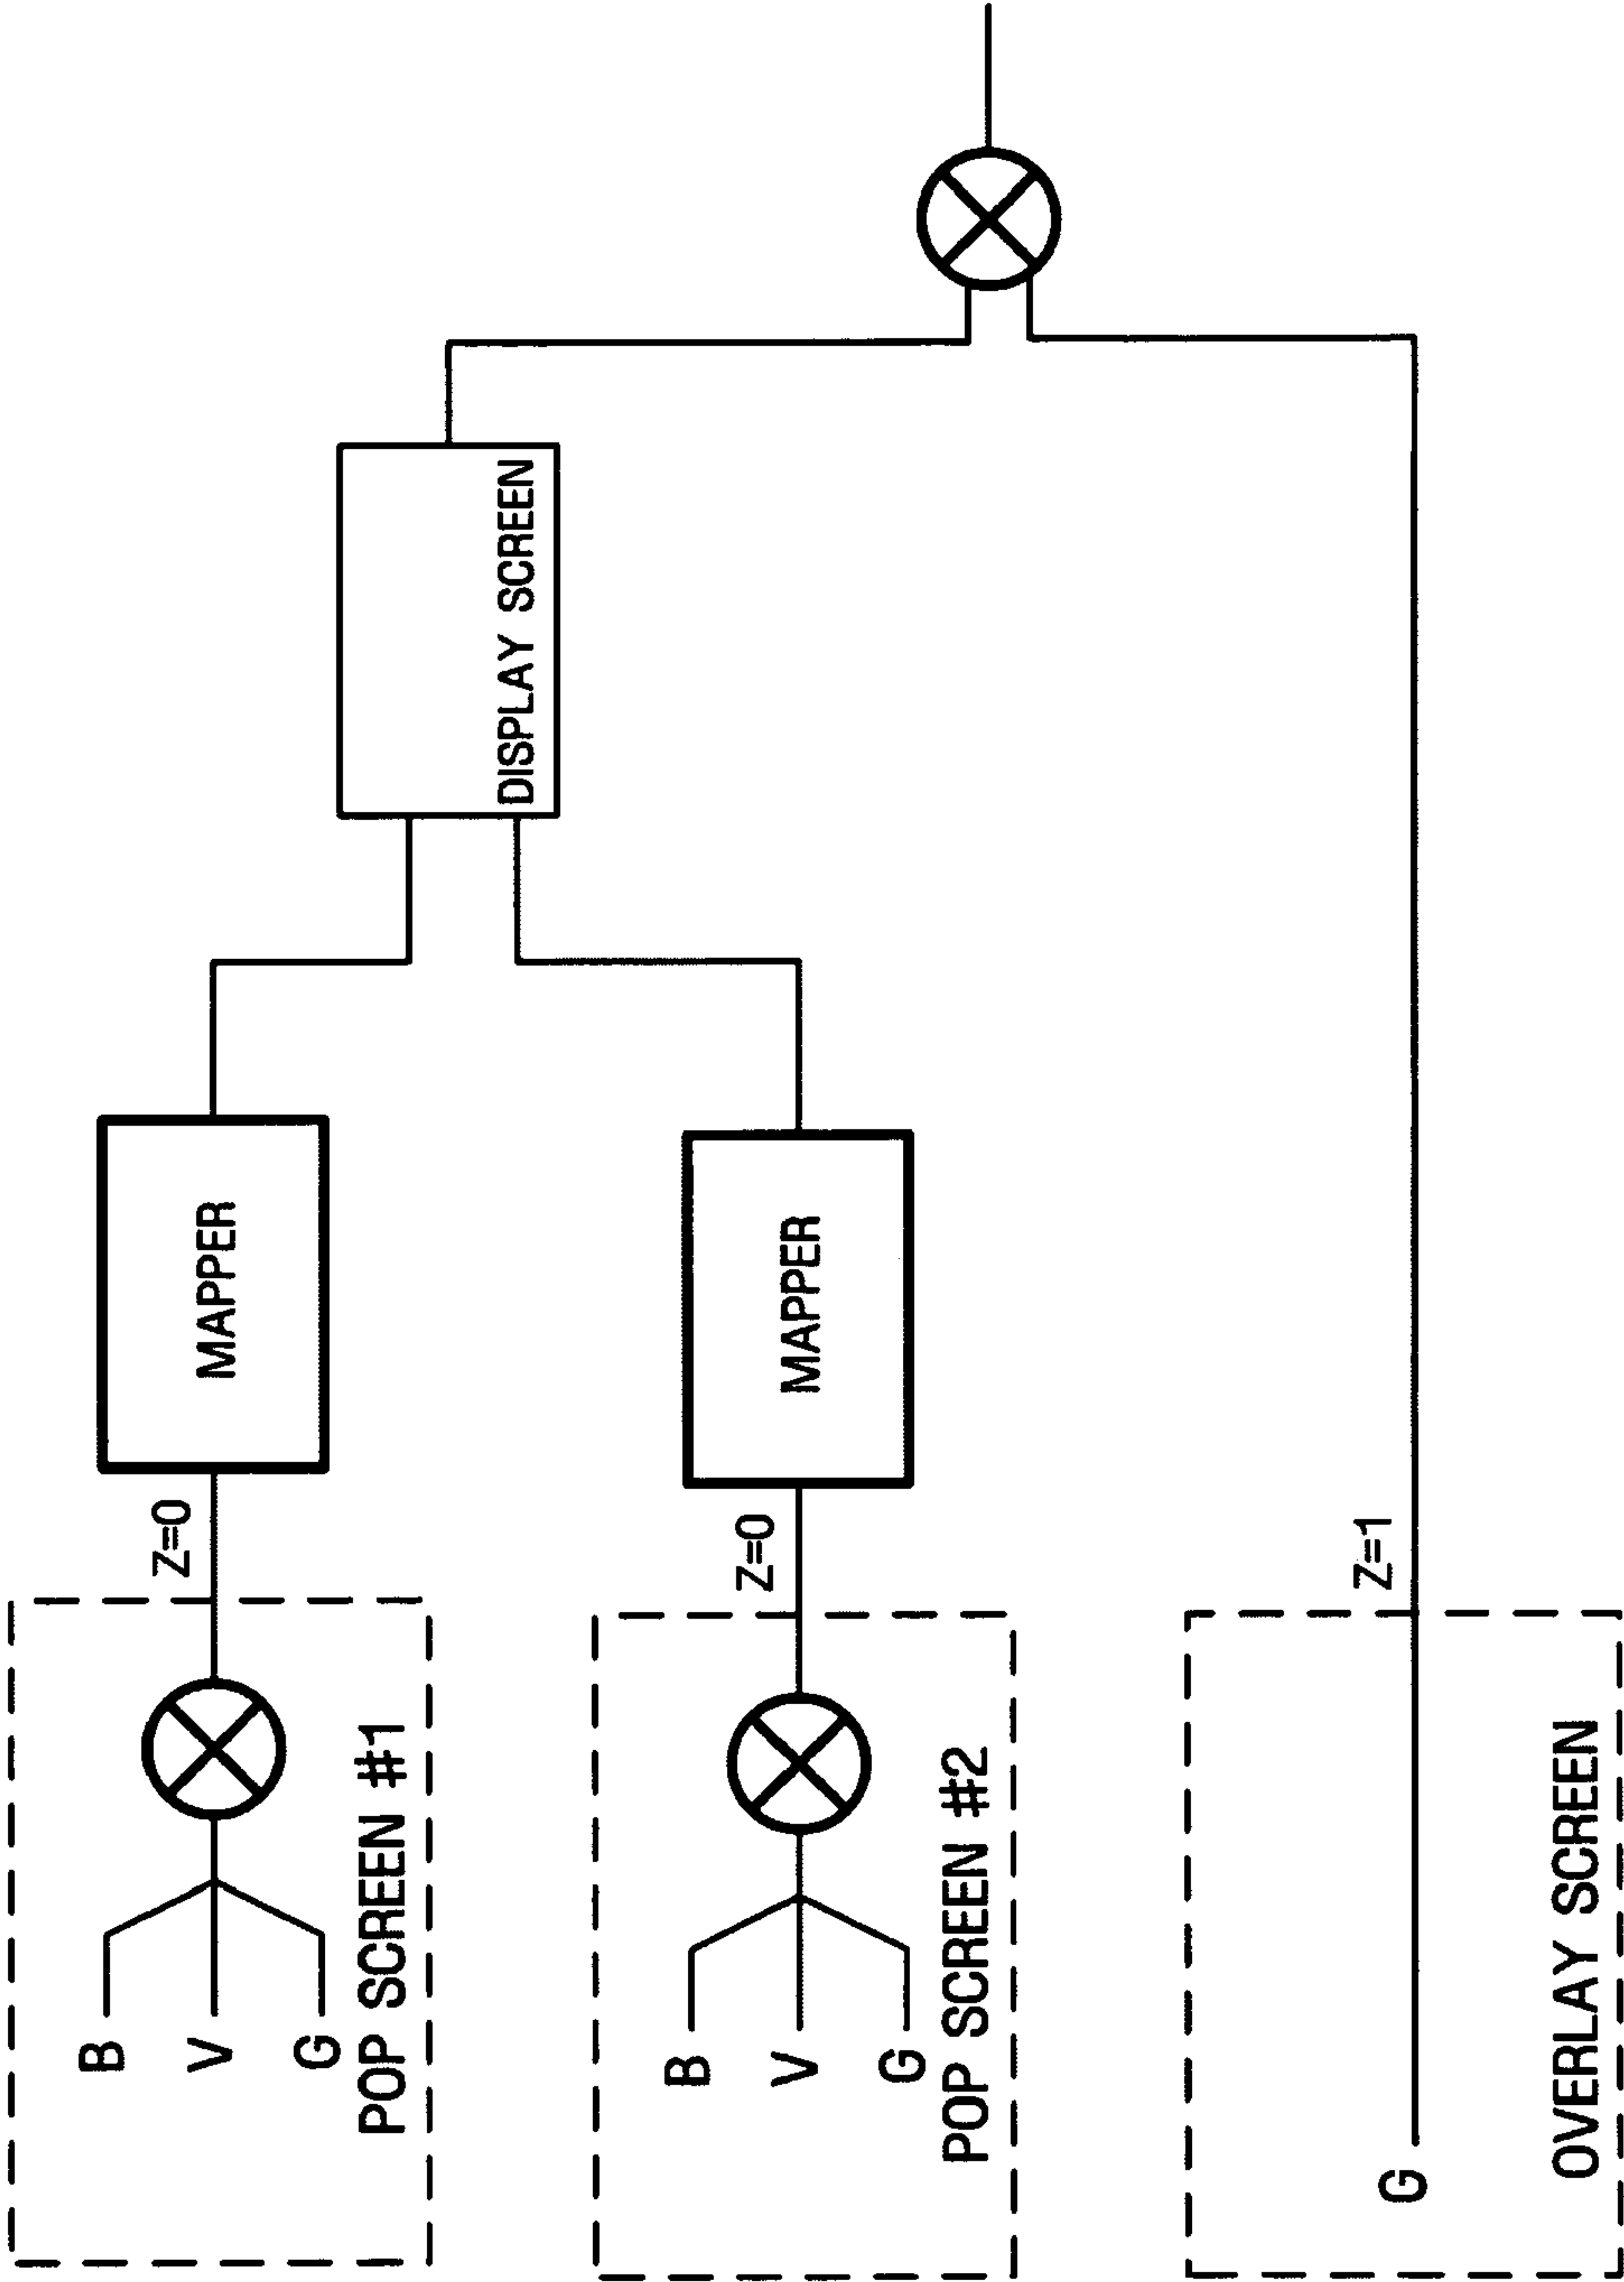 B
V
G
POP SCREEN #1
Z=0
MAPPER
B
V
G
POP SCREEN #2
Z=0
MAPPER
DISPLAY SCREEN
G
OVERLAY SCREEN
Z=1